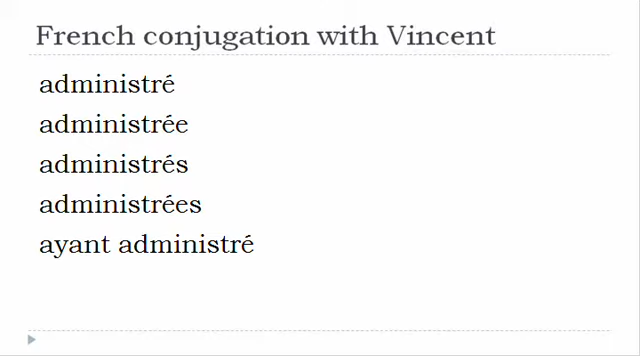 French conjugation with Vincent
administré
administrée
administrés
administrées
ayant administré